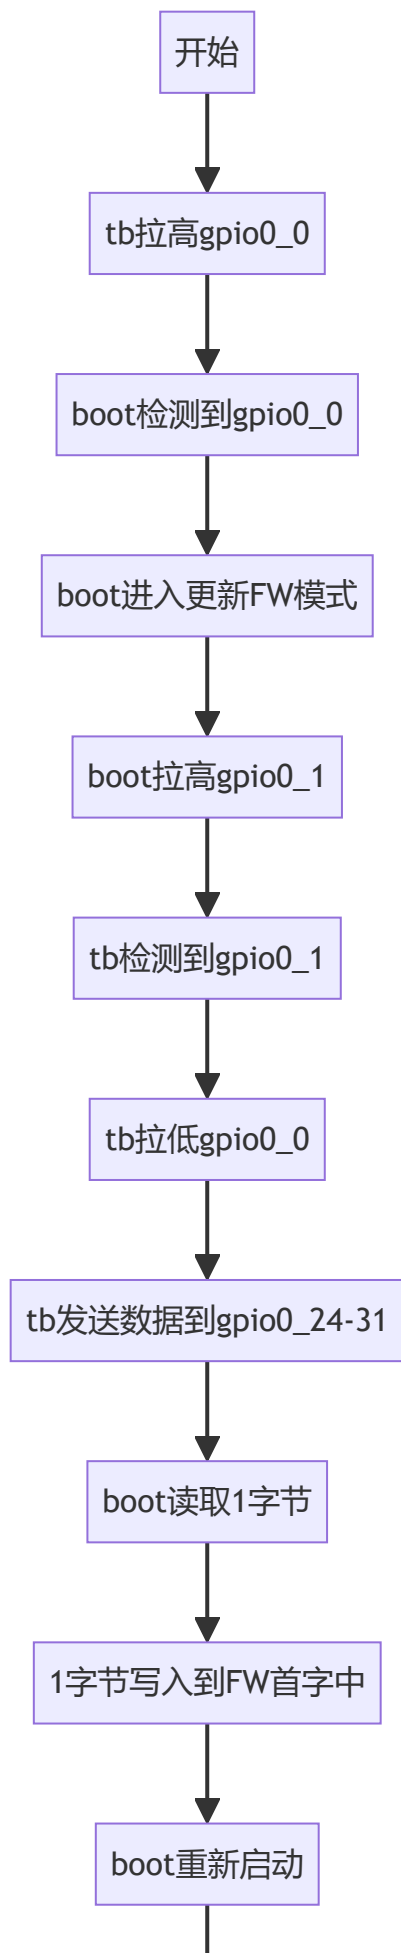 开始
tb拉高gpio0_0
boot检测到gpio0_0
boot进入更新FW模式
boot拉高gpio0_1
tb检测到gpio0_1
tb拉低gpio0_0
tb发送数据到gpio0_24-31
boot读取1字节
1字节写入到FW首字中
boot重新启动